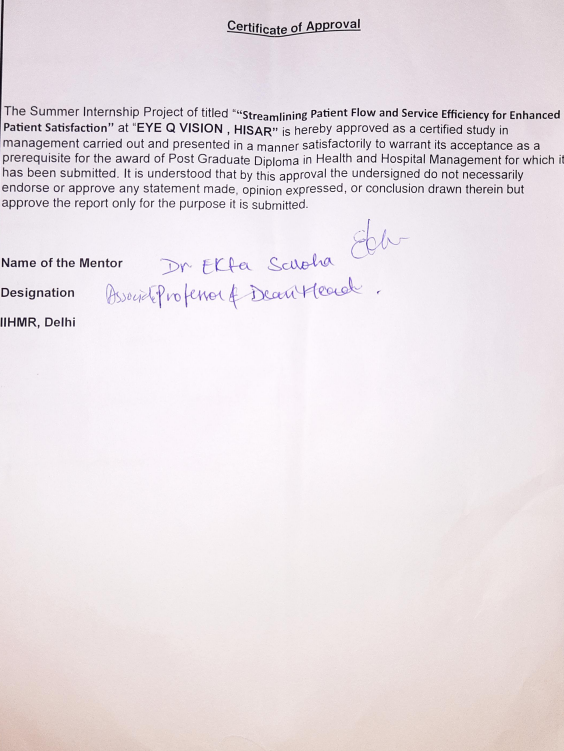 Certificate of Approval
The Summer Internship Project of titled "“Streamlining Patient Flow and Service Efficiency for Enhanced
Patient Satisfaction” at “EYE Q VISION , HISAR” is hereby approved as a certified study in
management carried out and presented in a manner satisfactorily to warrant its acceptance as a
prerequisite for the award of Post Graduate Diploma in Health and Hospital Management for which it
has been submitted. It is understood that by this approval the undersigned do not necessarily
endorse or approve any statement made, opinion expressed, or conclusion drawn therein but
approve the report only for the purpose it is submitted.
Name of the Mentor Dr Ekta Saroha
Designation Professor & Dean
IIHMR, Delhi